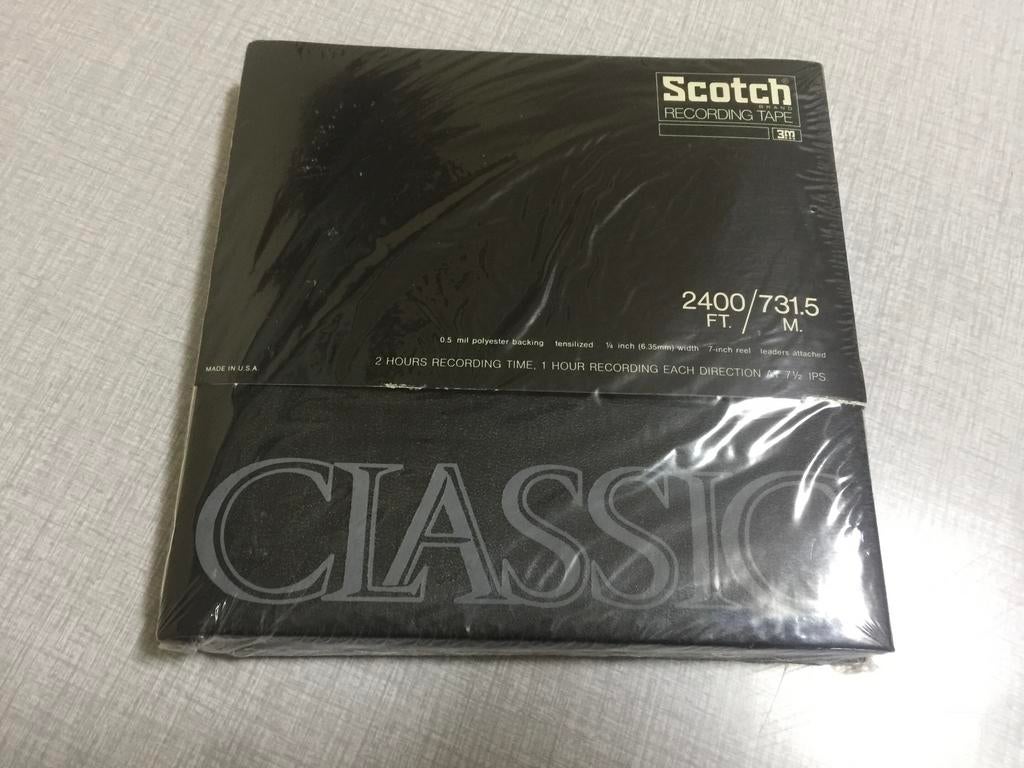 Scotch®
BRAND
RECORDING TAPE
3M
2400/731.5
FT. M.
0.5 mil polyester backing tensilized ¼ inch (6.35mm) width 7-inch reel leaders attached
MADE IN U.S.A.
2 HOURS RECORDING TIME, 1 HOUR RECORDING EACH DIRECTION AT 7½ IPS
CLASSIC